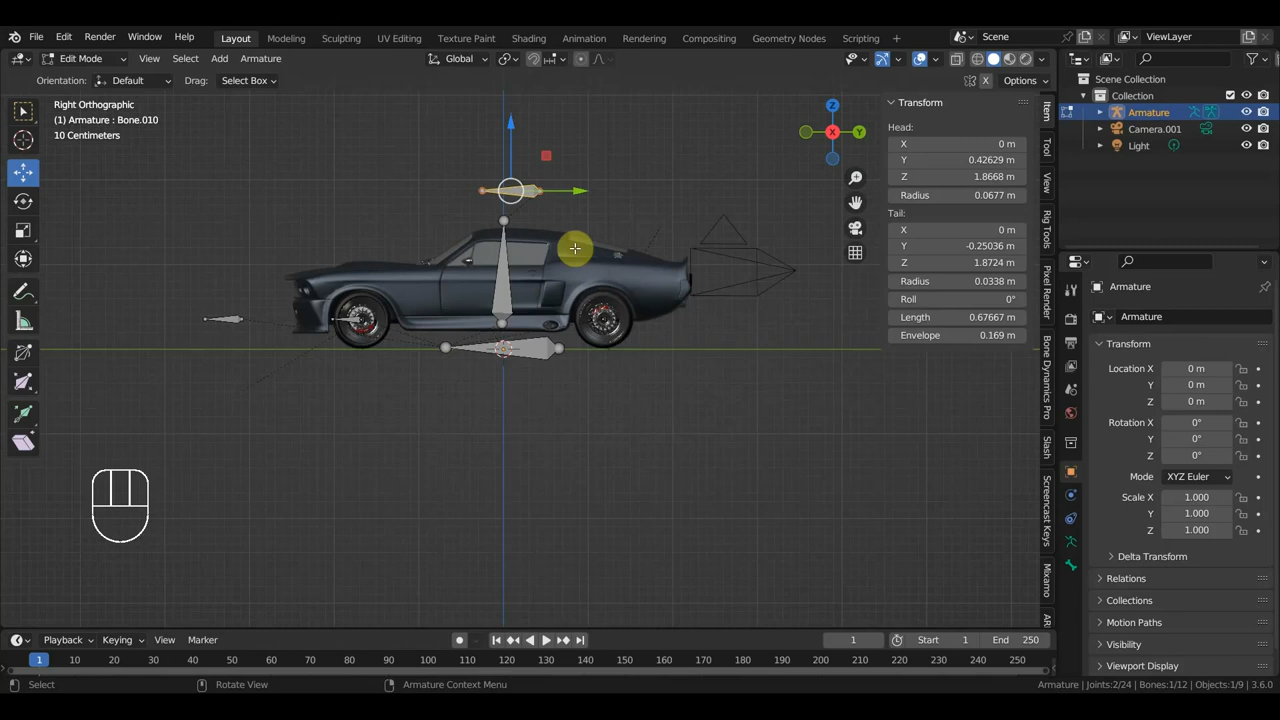 File Edit Render Window Help Layout Modeling Sculpting UV Editing Texture Paint Shading Animation Rendering Compositing Geometry Nodes Scripting + Scene ViewLayer
Edit Mode View Select Add Armature Global
Orientation: Default Drag: Select Box X Options
Right Orthographic
(1) Armature : Bone.010
10 Centimeters
Z
X
Y
Transform
Head:
X 0 m
Y 0.42629 m
Z 1.8668 m
Radius 0.0677 m
Tail:
X 0 m
Y -0.25036 m
Z 1.8724 m
Radius 0.0338 m
Roll 0°
Length 0.67667 m
Envelope 0.169 m
Item
Tool
View
Rig Tools
Pixel Render
Bone Dynamics Pro
Slash
Screencast Keys
Mixamo
Scene Collection
Collection
Armature
Camera.001
Light
Armature
Armature
Transform
Location X 0 m
Y 0 m
Z 0 m
Rotation X 0°
Y 0°
Z 0°
Mode XYZ Euler
Scale X 1.000
Y 1.000
Z 1.000
Delta Transform
Relations
Collections
Motion Paths
Visibility
Viewport Display
Playback Keying View Marker 1 Start 1 End 250
1 10 20 30 40 50 60 70 80 90 100 110 120 130 140 150 160 170 180 190 200 210 220 230 240 250
Select Rotate View Armature Context Menu Armature | Joints:2/24 | Bones:1/12 | Objects:1/9 | 3.6.0